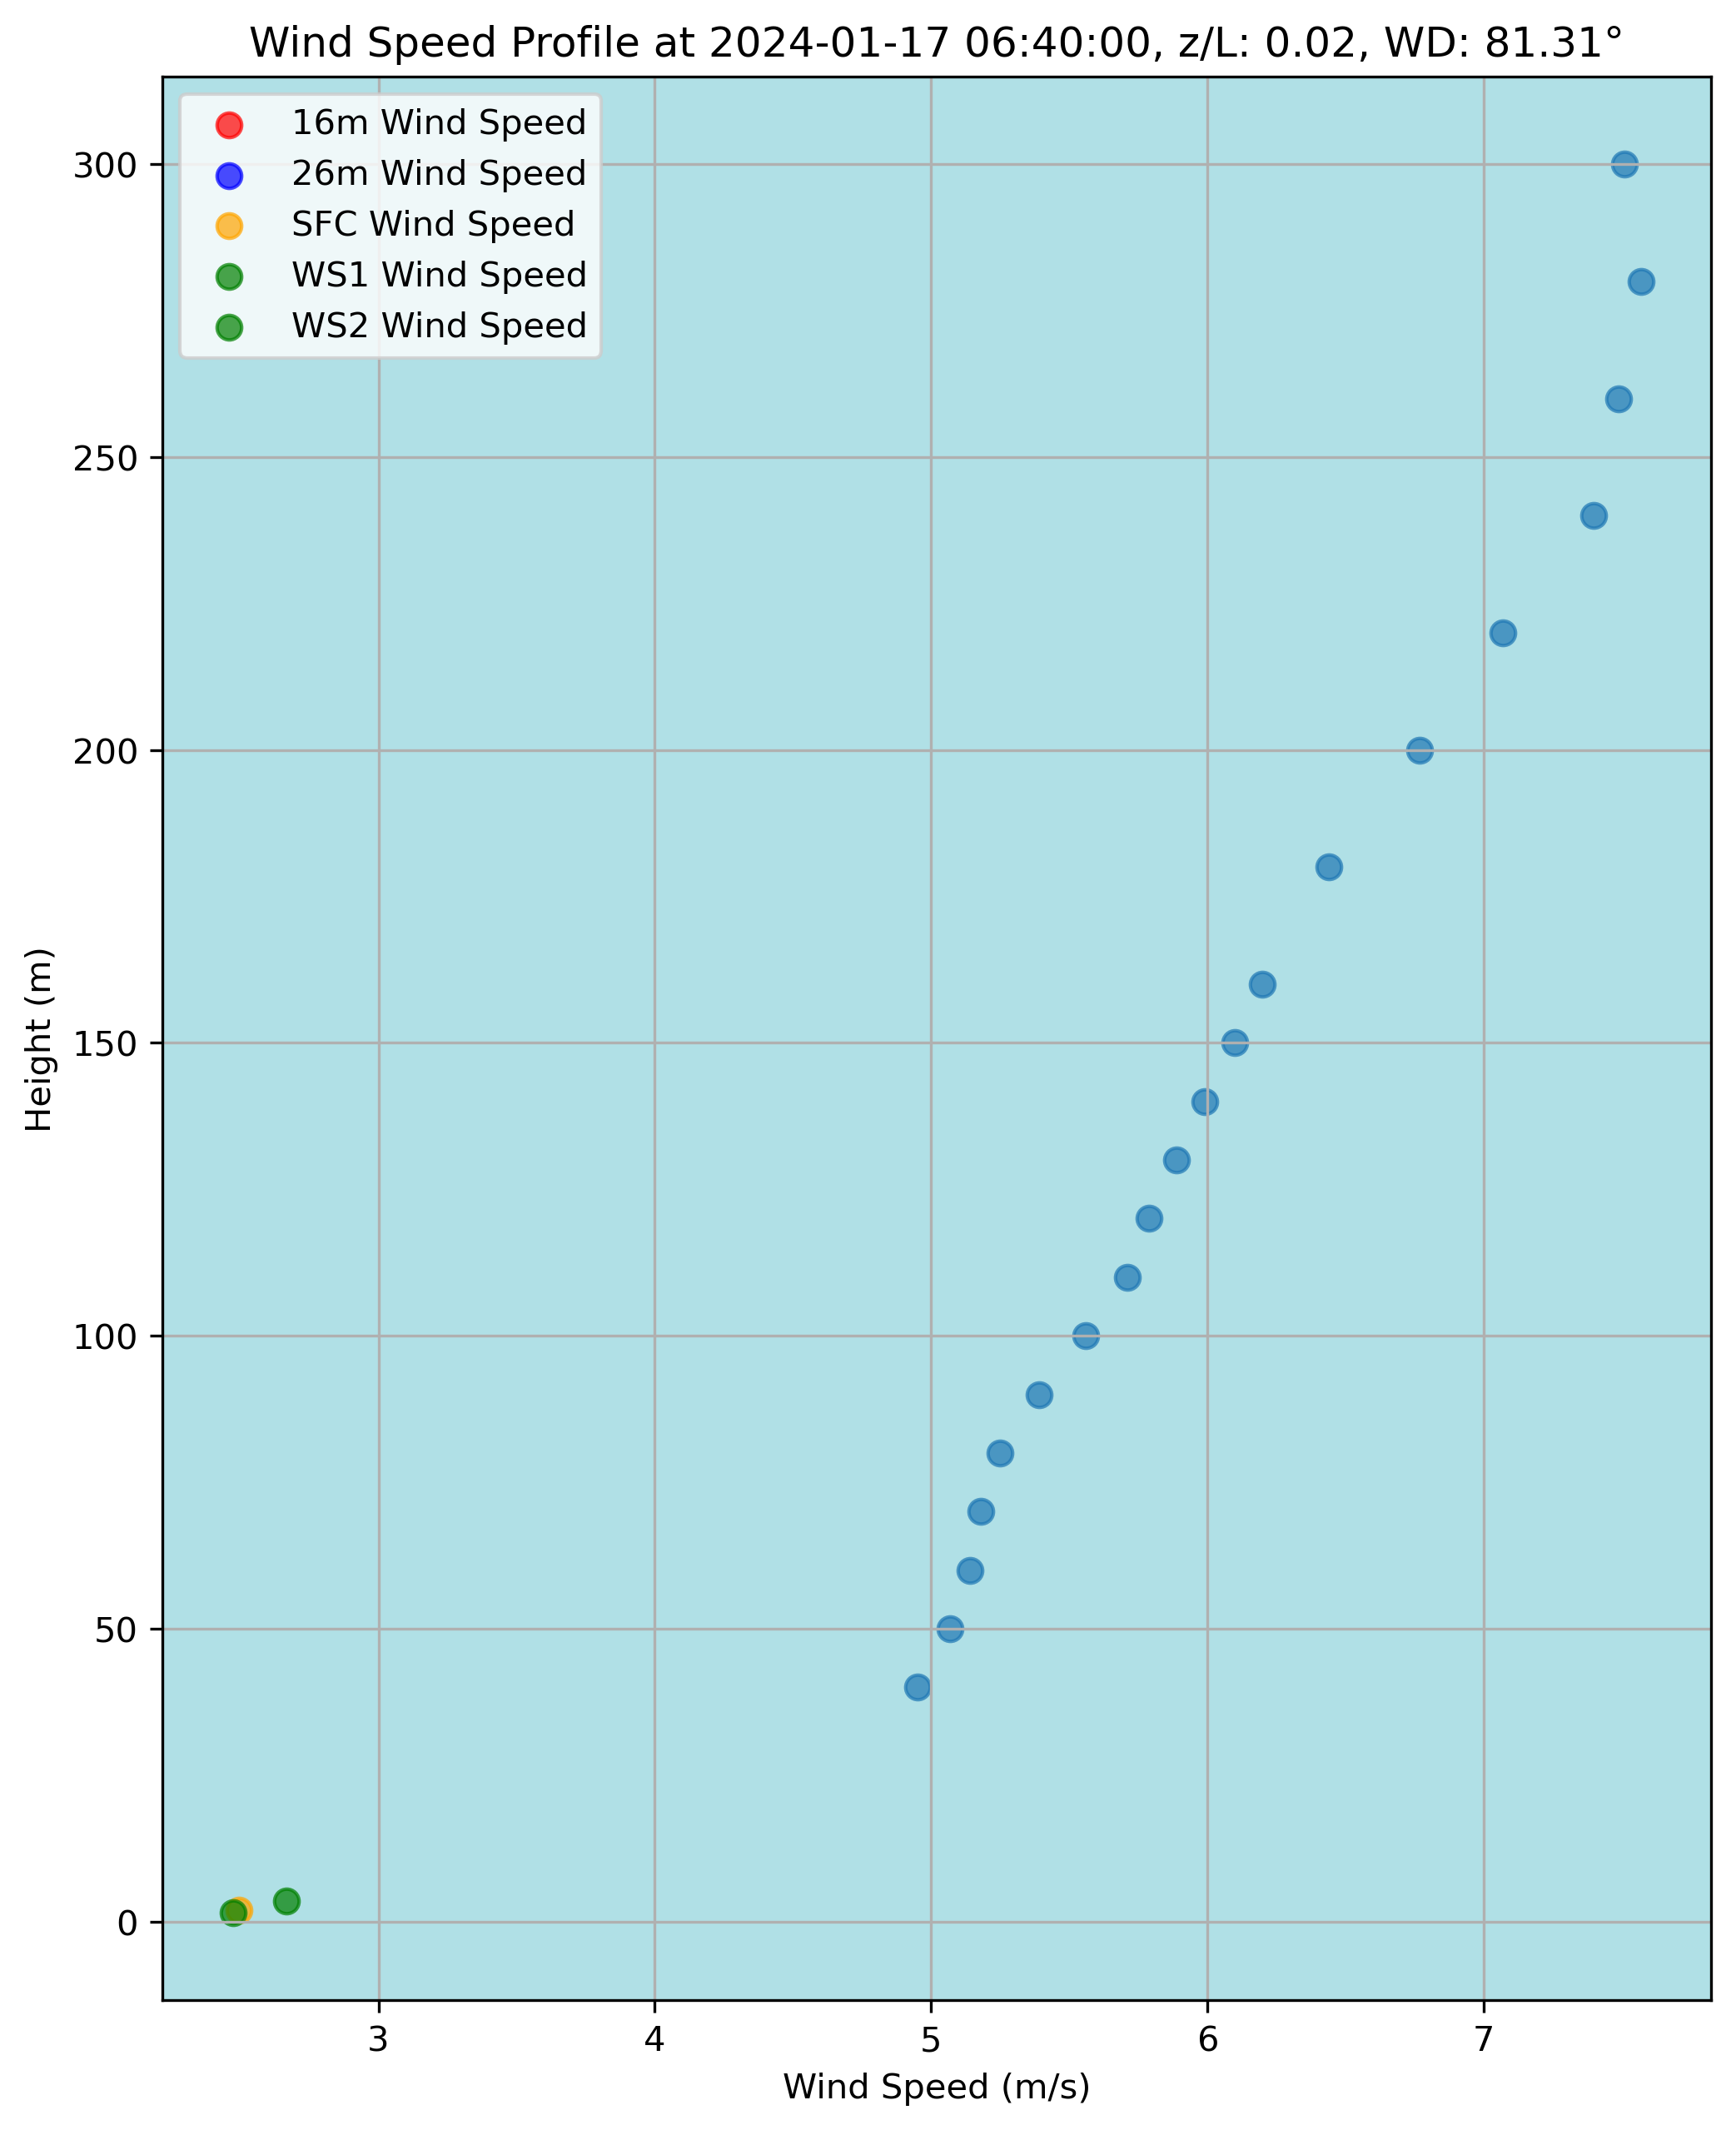 Wind Speed Profile at 2024-01-17 06:40:00, z/L: 0.02, WD: 81.31°
16m Wind Speed
26m Wind Speed
SFC Wind Speed
WS1 Wind Speed
WS2 Wind Speed
300
250
200
150
100
50
0
Height (m)
3 4 5 6 7
Wind Speed (m/s)